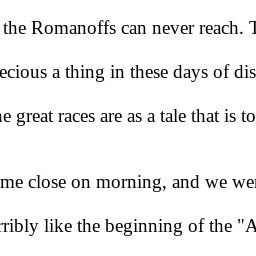 the Romanoffs can never reach. T
ecious a thing in these days of dis
e great races are as a tale that is to
me close on morning, and we wer
rribly like the beginning of the "A